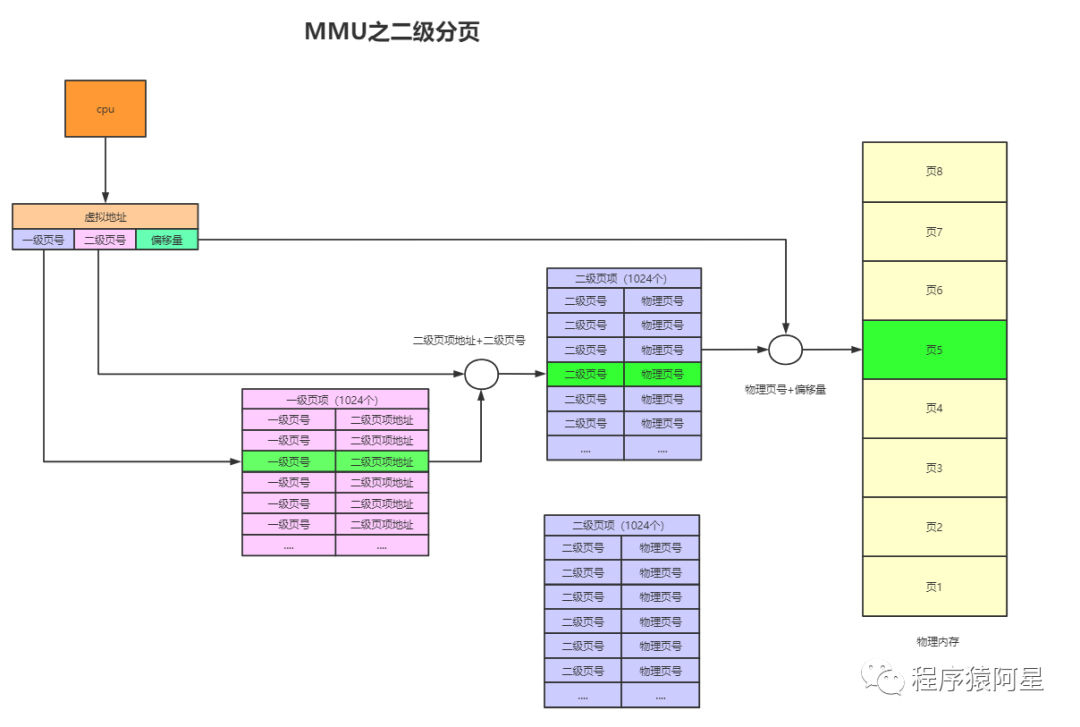 MMU之二级分页
cpu
虚拟地址
一级页号 二级页号 偏移量
二级页项地址+二级页号
一级页项（1024个）
一级页号 二级页项地址
一级页号 二级页项地址
一级页号 二级页项地址
一级页号 二级页项地址
一级页号 二级页项地址
一级页号 二级页项地址
.... ....
二级页项（1024个）
二级页号 物理页号
二级页号 物理页号
二级页号 物理页号
二级页号 物理页号
二级页号 物理页号
二级页号 物理页号
.... ....
二级页项（1024个）
二级页号 物理页号
二级页号 物理页号
二级页号 物理页号
二级页号 物理页号
二级页号 物理页号
二级页号 物理页号
.... ....
物理页号+偏移量
页8
页7
页6
页5
页4
页3
页2
页1
物理内存
程序猿阿星